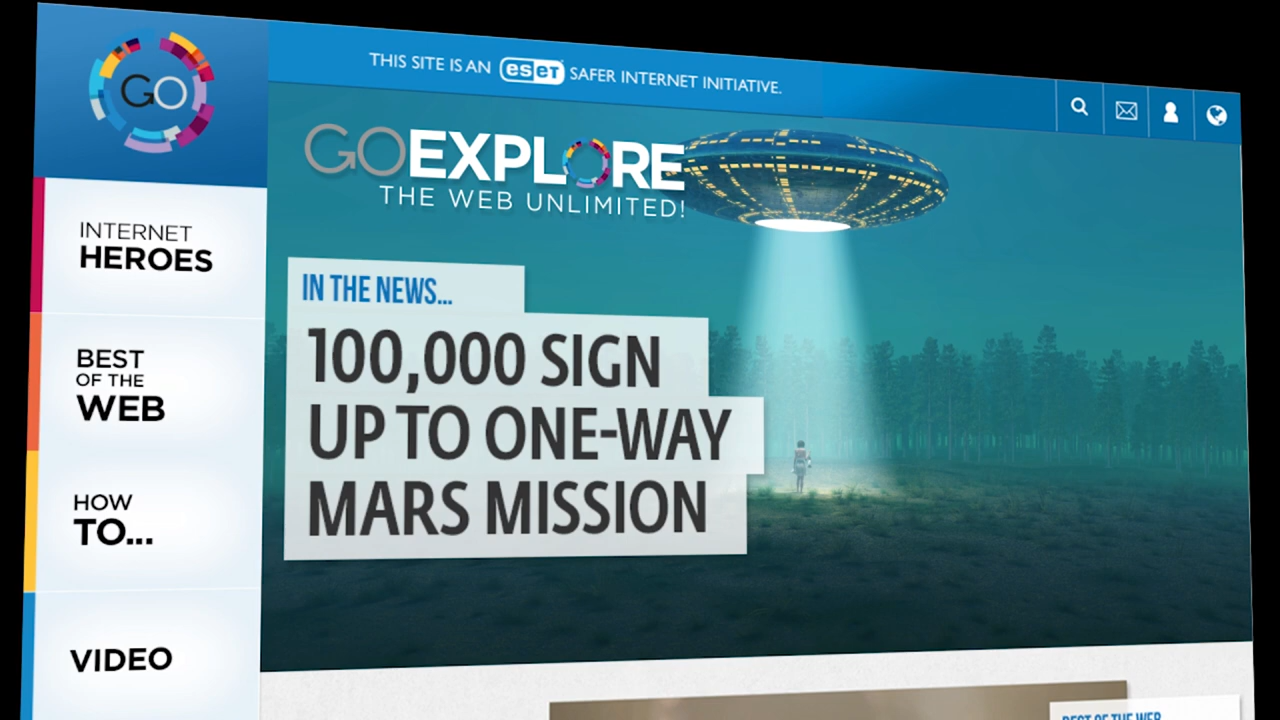 GO
THIS SITE IS AN eseT SAFER INTERNET INITIATIVE.
GOEXPLORE
THE WEB UNLIMITED!
INTERNET
HEROES
BEST
OF THE
WEB
HOW
TO...
VIDEO
IN THE NEWS...
100,000 SIGN
UP TO ONE-WAY
MARS MISSION
BEST OF THE WEB